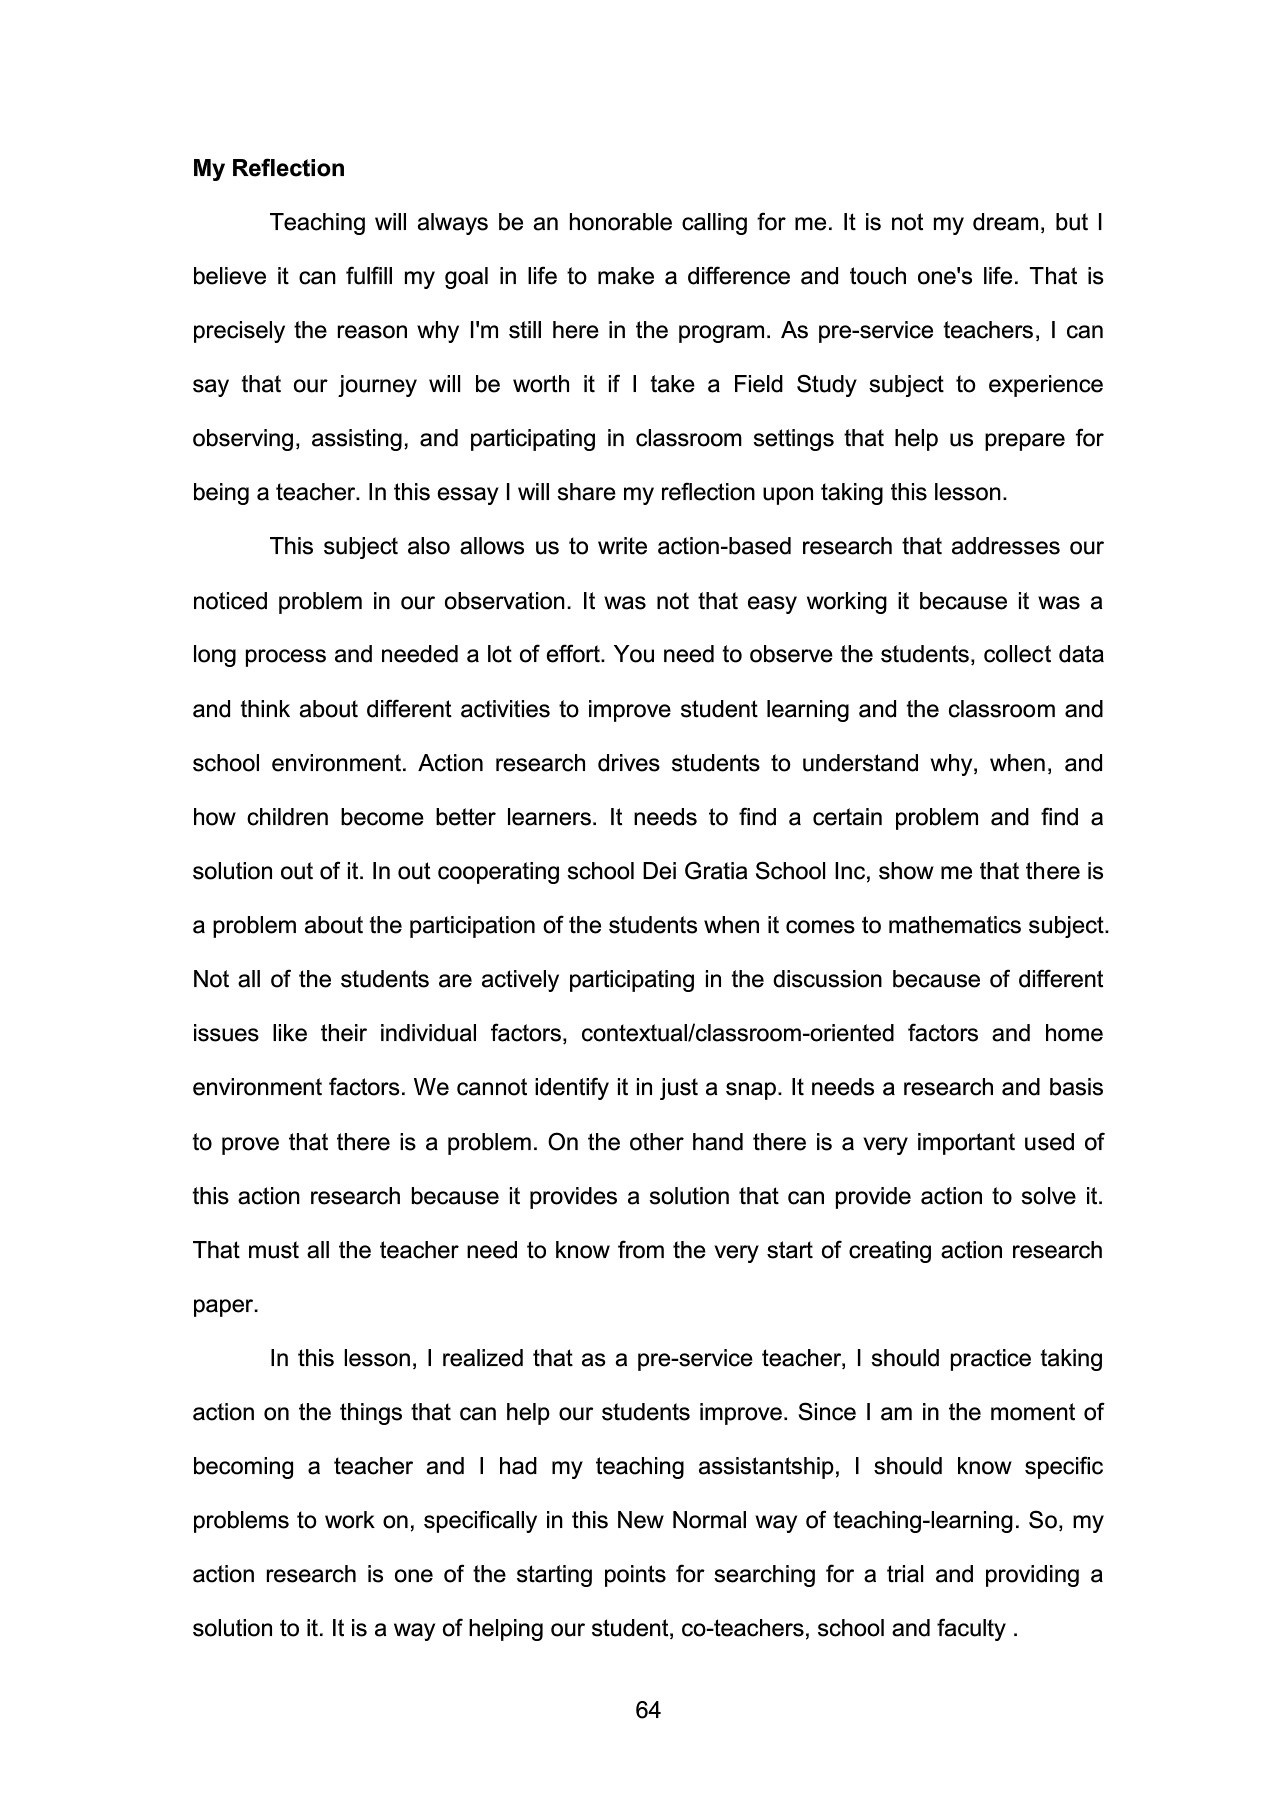 My Reflection
Teaching will always be an honorable calling for me. It is not my dream, but I
believe it can fulfill my goal in life to make a difference and touch one's life. That is
precisely the reason why I'm still here in the program. As pre-service teachers, I can
say that our journey will be worth it if I take a Field Study subject to experience
observing, assisting, and participating in classroom settings that help us prepare for
being a teacher. In this essay I will share my reflection upon taking this lesson.
This subject also allows us to write action-based research that addresses our
noticed problem in our observation. It was not that easy working it because it was a
long process and needed a lot of effort. You need to observe the students, collect data
and think about different activities to improve student learning and the classroom and
school environment. Action research drives students to understand why, when, and
how children become better learners. It needs to find a certain problem and find a
solution out of it. In out cooperating school Dei Gratia School Inc, show me that there is
a problem about the participation of the students when it comes to mathematics subject.
Not all of the students are actively participating in the discussion because of different
issues like their individual factors, contextual/classroom-oriented factors and home
environment factors. We cannot identify it in just a snap. It needs a research and basis
to prove that there is a problem. On the other hand there is a very important used of
this action research because it provides a solution that can provide action to solve it.
That must all the teacher need to know from the very start of creating action research
paper.
In this lesson, I realized that as a pre-service teacher, I should practice taking
action on the things that can help our students improve. Since I am in the moment of
becoming a teacher and I had my teaching assistantship, I should know specific
problems to work on, specifically in this New Normal way of teaching-learning. So, my
action research is one of the starting points for searching for a trial and providing a
solution to it. It is a way of helping our student, co-teachers, school and faculty .
64